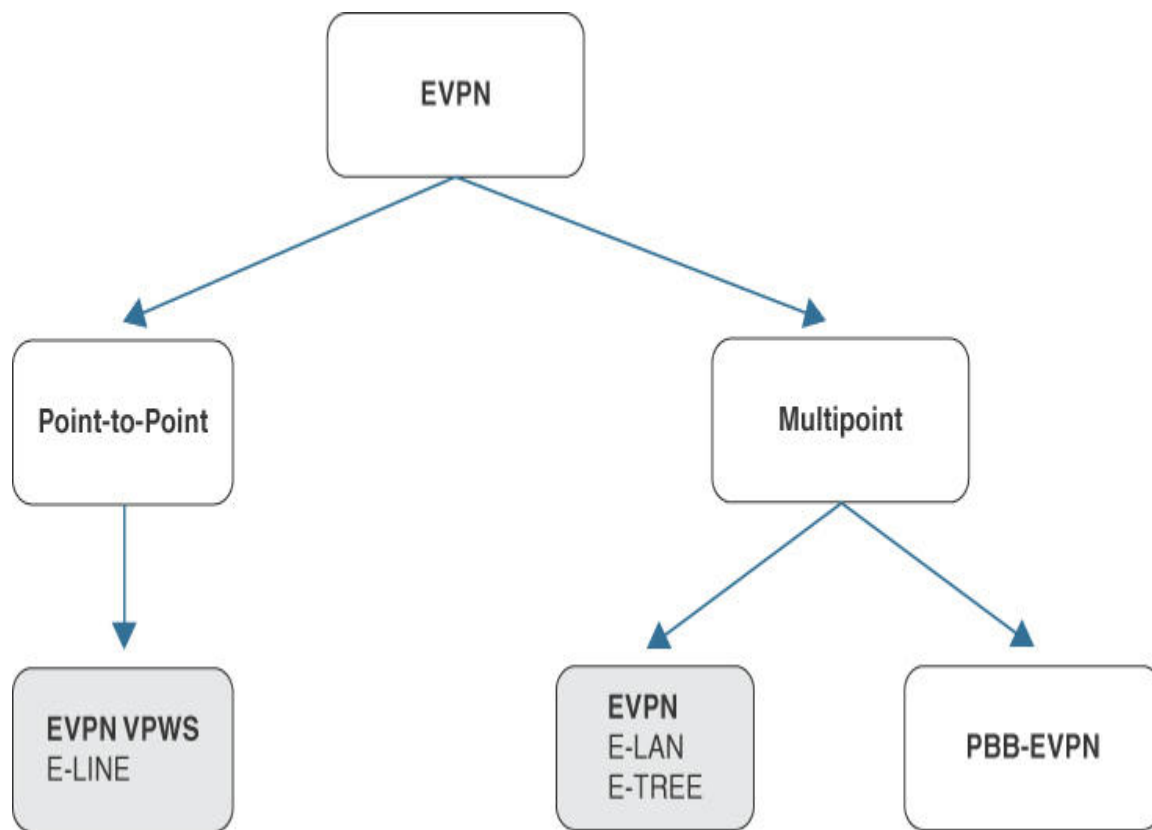 EVPN
Point-to-Point
Multipoint
EVPN VPWS
E-LINE
EVPN
E-LAN
E-TREE
PBB-EVPN